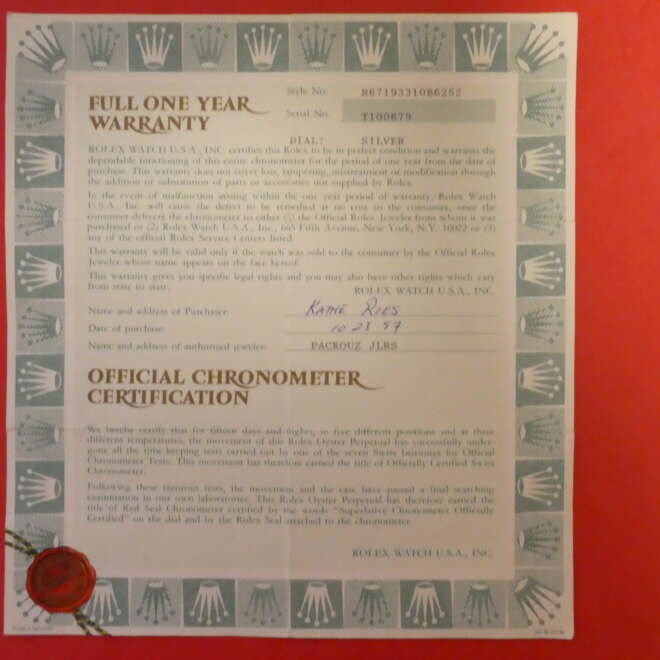 Style No. R6719331086252
FULL ONE YEAR
WARRANTY
Serial No. T100679
DIAL: SILVER
ROLEX WATCH U.S.A., INC. certifies this Rolex to be in perfect condition and warrants the
dependable functioning of this entire chronometer for the period of one year from the date of
purchase. This warranty does not cover loss, tampering, mistreatment or modification through
the addition or substitution of parts or accessories not supplied by Rolex.
In the event of malfunction arising within the one year period of warranty, Rolex Watch
U.S.A., Inc. will cause the defect to be remedied at no cost to the consumer, once the
consumer delivers the chronometer to either (1) the Official Rolex Jeweler from whom it was
purchased or (2) Rolex Watch U.S.A., Inc., 665 Fifth Avenue, New York, N.Y. 10022 or (3)
any of the official Rolex Service Centers listed.
This warranty will be valid only if the watch was sold to the consumer by the Official Rolex
Jeweler whose name appears on the face hereof.
This warranty gives you specific legal rights and you may also have other rights which vary
from state to state.
ROLEX WATCH U.S.A., INC.
Name and address of Purchaser: KATHE RIES
Date of purchase: 10 23 97
Name and address of authorized jeweler: PACKOUZ JLRS
OFFICIAL CHRONOMETER
CERTIFICATION
We hereby certify that for fifteen days and nights, in five different positions and at three
different temperatures, the movement of this Rolex Oyster Perpetual has successfully under-
gone all the time keeping tests carried out by one of the seven Swiss Institutes for Official
Chronometer Tests. This movement has therefore earned the title of Officially Certified Swiss
Chronometer.
Following these rigorous tests, the movement and the case have passed a final searching
examination in our own laboratories. This Rolex Oyster Perpetual has therefore earned the
title of Red Seal Chronometer certified by the words "Superlative Chronometer Officially
Certified" on the dial and by the Rolex Seal attached to the chronometer.
ROLEX WATCH U.S.A., INC.